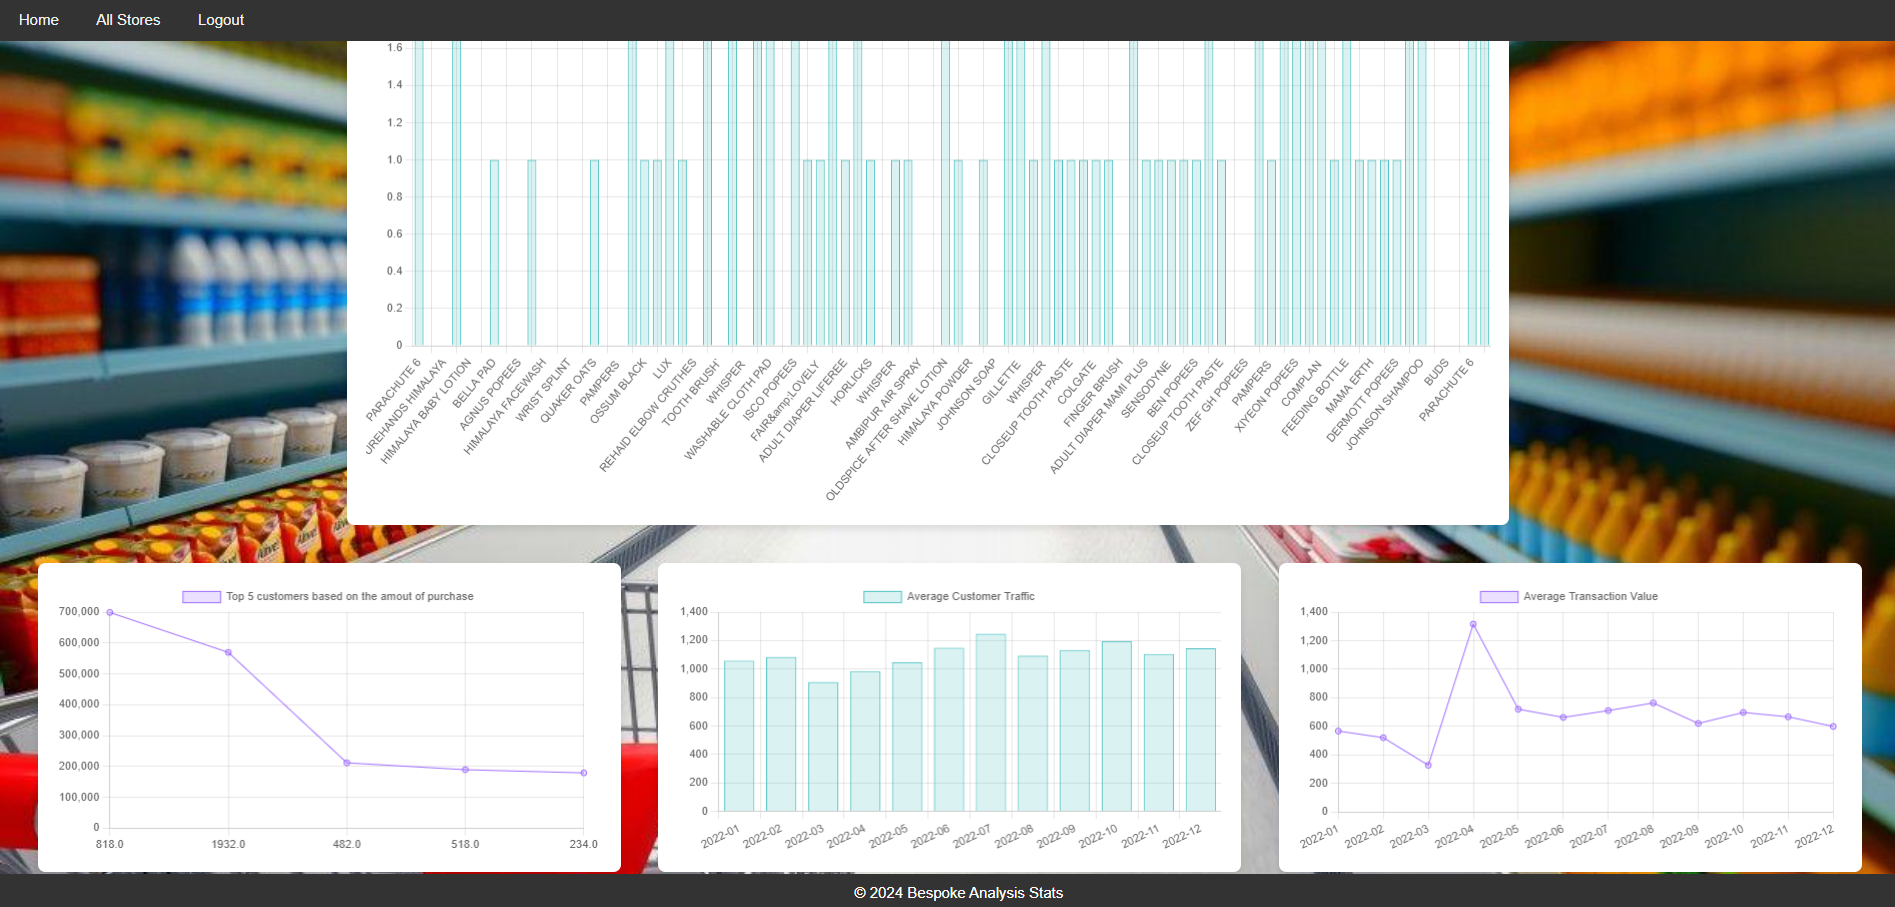 Home All Stores Logout
1.6
1.4
1.2
1.0
0.8
0.6
0.4
0.2
0
PARACHUTE 6
UREHANDS HIMALAYA
HIMALAYA BABY LOTION
BELLA PAD
AGNUS POPEES
HIMALAYA FACEWASH
WRIST SPLINT
QUAKER OATS
PAMPERS
OSSUM BLACK
LUX
REHAID ELBOW CRUTHES
TOOTH BRUSH
WHISPER
WASHABLE CLOTH PAD
ISCO POPEES
FAIR&amp;LOVELY
ADULT DIAPER LIFEREE
HORLICKS
WHISPER
AMBIPUR AIR SPRAY
OLDSPICE AFTER SHAVE LOTION
HIMALAYA POWDER
JOHNSON SOAP
GILLETTE
WHISPER
CLOSEUP TOOTH PASTE
COLGATE
FINGER BRUSH
ADULT DIAPER MAMI PLUS
SENSODYNE
BEN POPEES
CLOSEUP TOOTH PASTE
ZEF GH POPEES
PAMPERS
XIYEON POPEES
COMPLAN
FEEDING BOTTLE
MAMA ERTH
DERMOTT POPEES
JOHNSON SHAMPOO
BUDS
PARACHUTE 6
Top 5 customers based on the amout of purchase
700,000
600,000
500,000
400,000
300,000
200,000
100,000
0
818.0 1932.0 482.0 518.0 234.0
Average Customer Traffic
1,400
1,200
1,000
800
600
400
200
0
2022-01 2022-02 2022-03 2022-04 2022-05 2022-06 2022-07 2022-08 2022-09 2022-10 2022-11 2022-12
Average Transaction Value
1,400
1,200
1,000
800
600
400
200
0
2022-01 2022-02 2022-03 2022-04 2022-05 2022-06 2022-07 2022-08 2022-09 2022-10 2022-11 2022-12
© 2024 Bespoke Analysis Stats